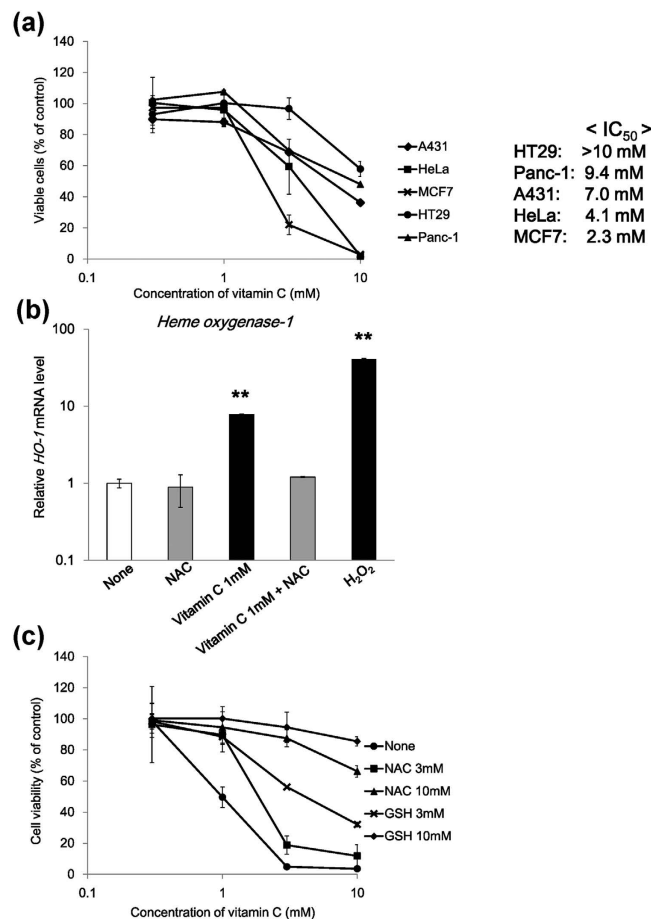 (a)
140
120
100
80
60
40
20
0
Viable cells (% of control)
0.1
1
10
Concentration of vitamin C (mM)
A431
HeLa
MCF7
HT29
Panc-1
< IC50 >
HT29: >10 mM
Panc-1: 9.4 mM
A431: 7.0 mM
HeLa: 4.1 mM
MCF7: 2.3 mM
(b)
Heme oxygenase-1
100
10
1
0.1
Relative HO-1 mRNA level
**
**
None
NAC
Vitamin C 1mM
Vitamin C 1mM + NAC
H2O2
(c)
140
120
100
80
60
40
20
0
Cell viability (% of control)
0.1
1
10
Concentration of vitamin C (mM)
None
NAC 3mM
NAC 10mM
GSH 3mM
GSH 10mM